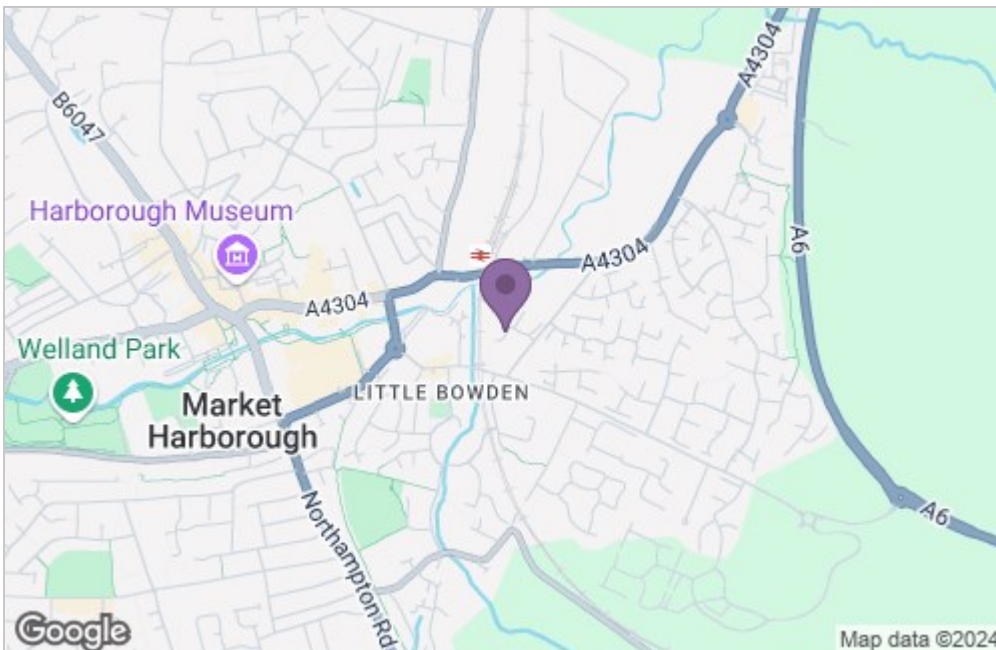 B6047
A4304
Harborough Museum
A6
A4304
A4304
Welland Park
LITTLE BOWDEN
Market
Harborough
Northampton Rd
A6
Google
Map data ©2024